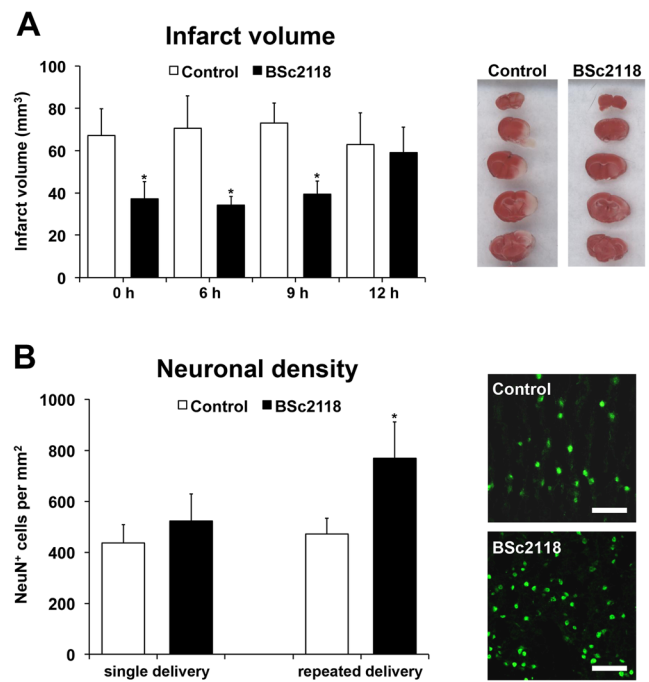 A
Infarct volume
Control BSc2118
Infarct volume (mm³)
100
80
60
40
20
0
* * *
0 h 6 h 9 h 12 h
Control BSc2118
B
Neuronal density
Control BSc2118
NeuN⁺ cells per mm²
1000
800
600
400
200
0
*
single delivery repeated delivery
Control
BSc2118